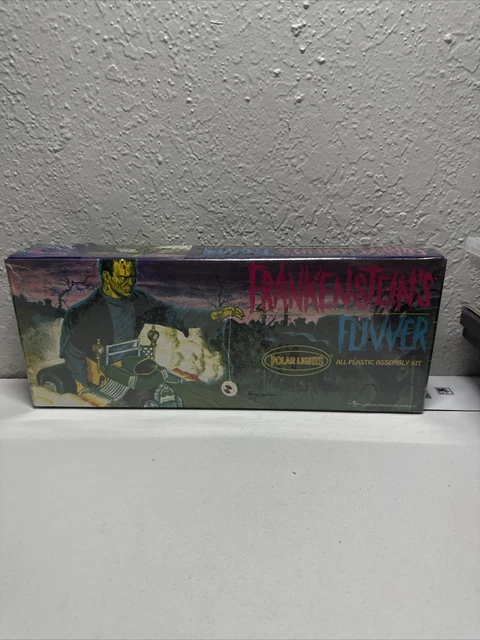 FRANKENSTEIN'S
FLIVVER
POLAR LIGHTS
ALL-PLASTIC ASSEMBLY KIT